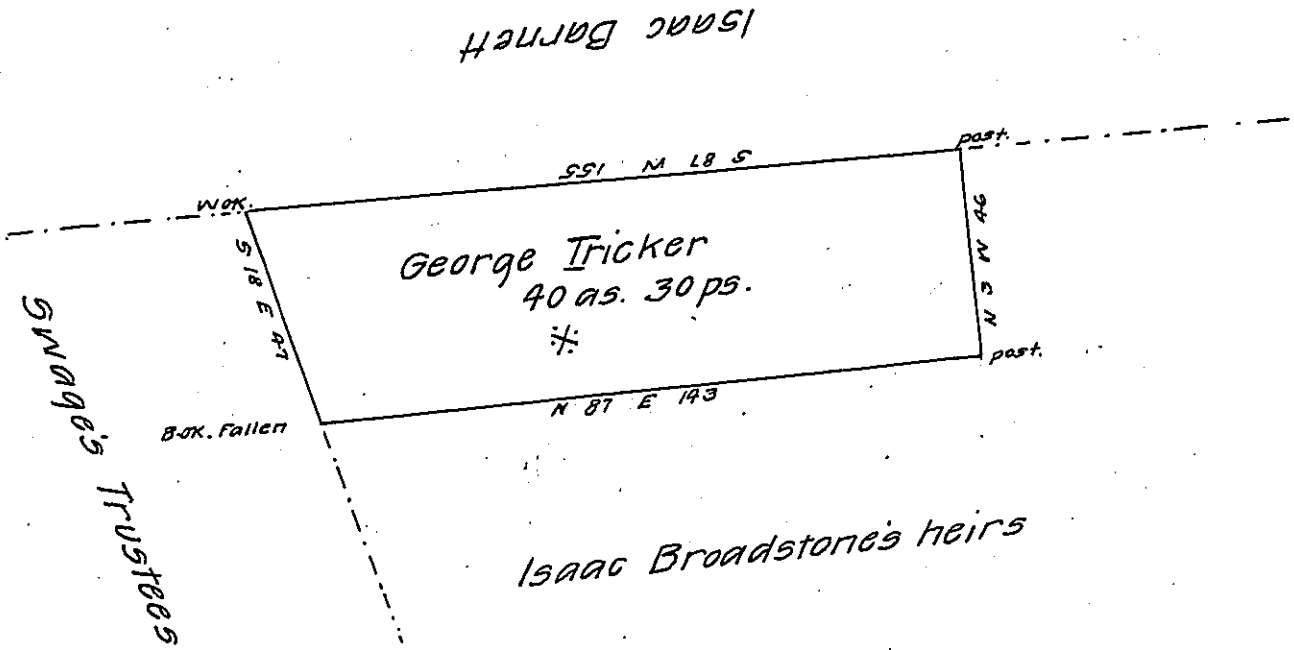 Isaac Barnett
post.
S 87 W 155
W OK.
George Tricker
40 as. 30 ps.
S 18 E 47
N 3 W 46
post.
N 87 E 143
B.OK. Fallen
Swage's Trustees
Isaac Broadstone's heirs